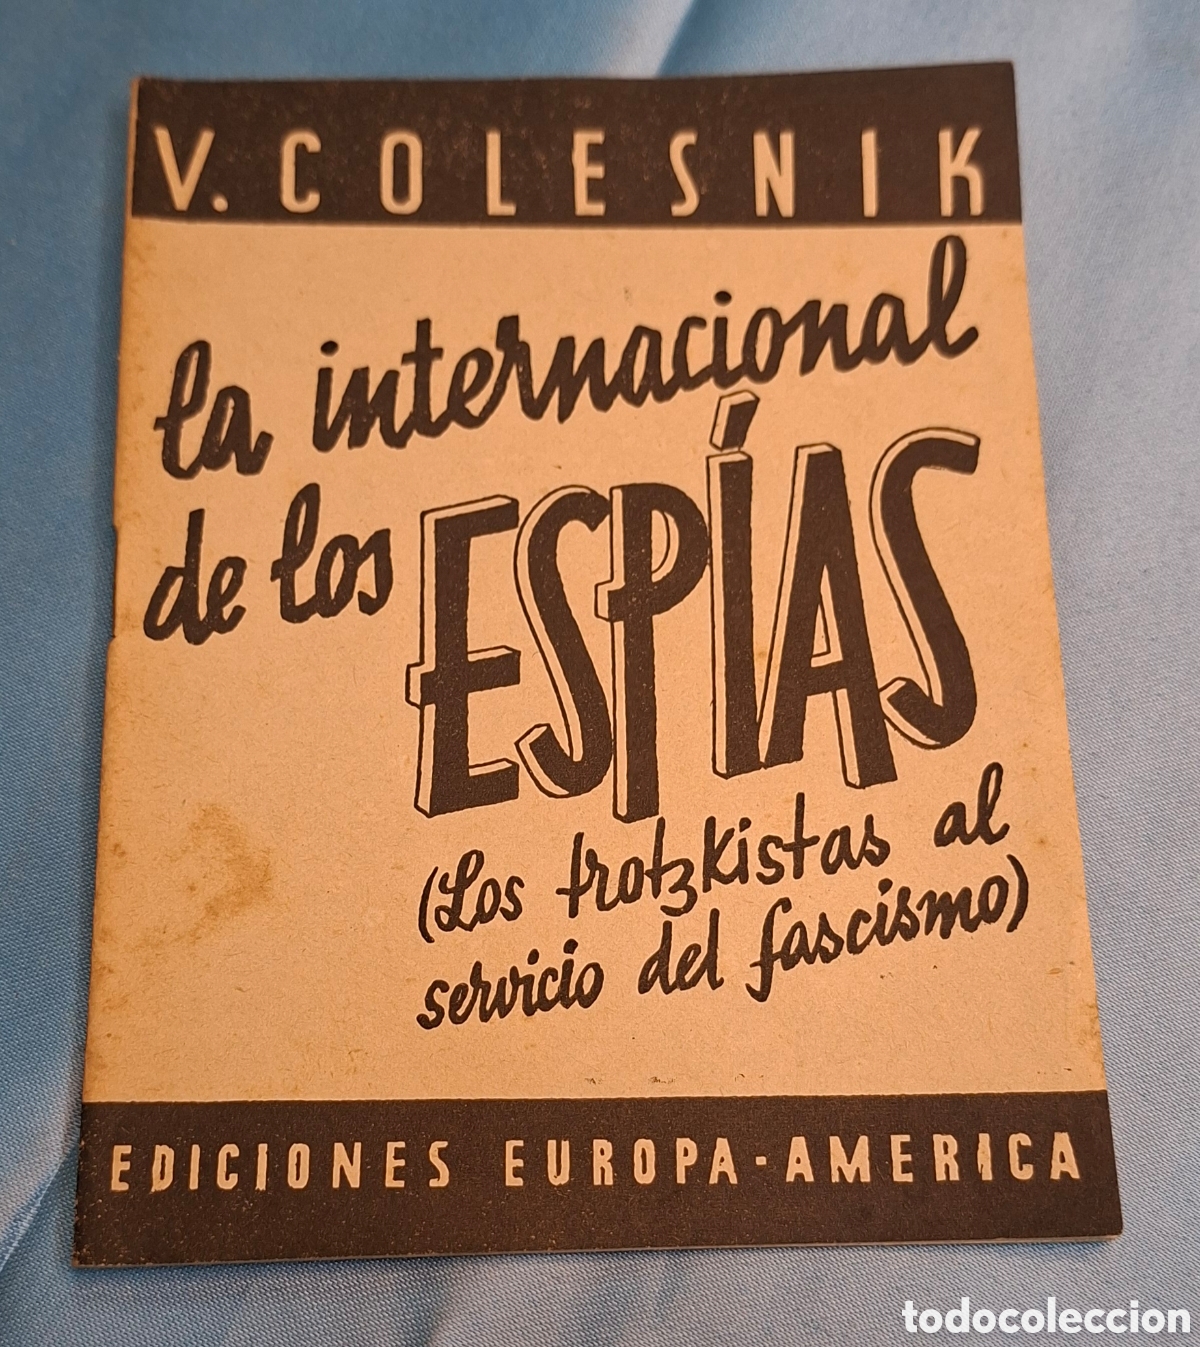 V. COLESNIK
la internacional
de los ESPÍAS
(Los trotzkistas al
servicio del fascismo)
EDICIONES EUROPA-AMERICA
todocoleccion